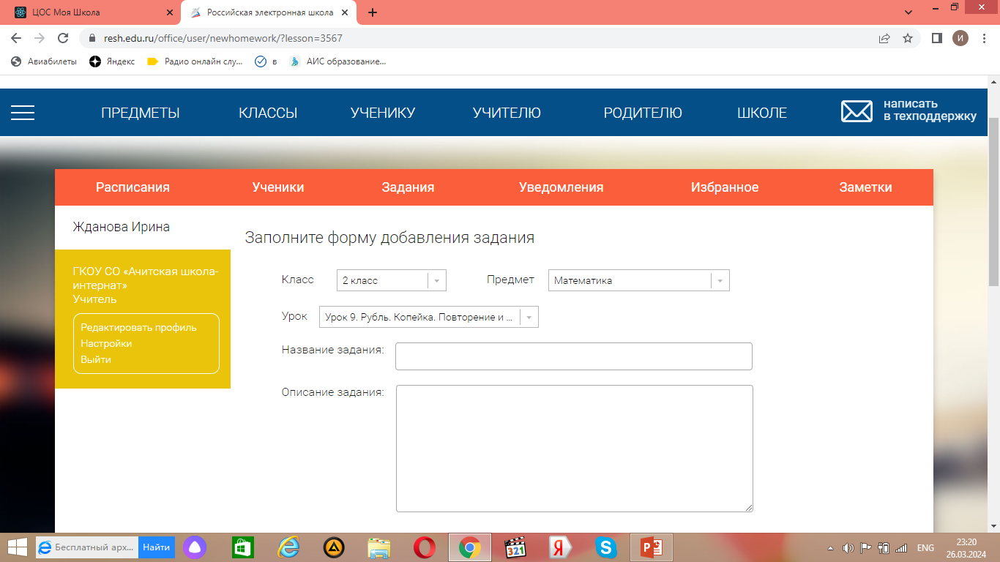 ЦОС Моя Школа
Российская электронная школа
resh.edu.ru/office/user/newhomework/?lesson=3567
И
Авиабилеты
Яндекс
Радио онлайн слу...
в
АИС образование...
ПРЕДМЕТЫ
КЛАССЫ
УЧЕНИКУ
УЧИТЕЛЮ
РОДИТЕЛЮ
ШКОЛЕ
написать
в техподдержку
Расписания
Ученики
Задания
Уведомления
Избранное
Заметки
Жданова Ирина
ГКОУ СО «Ачитская школа-
интернат»
Учитель
Редактировать профиль
Настройки
Выйти
Заполните форму добавления задания
Класс
2 класс
Предмет
Математика
Урок
Урок 9. Рубль. Копейка. Повторение и ...
Название задания:
Описание задания:
Бесплатный арх...
Найти
321
Я
ENG
23:20
26.03.2024